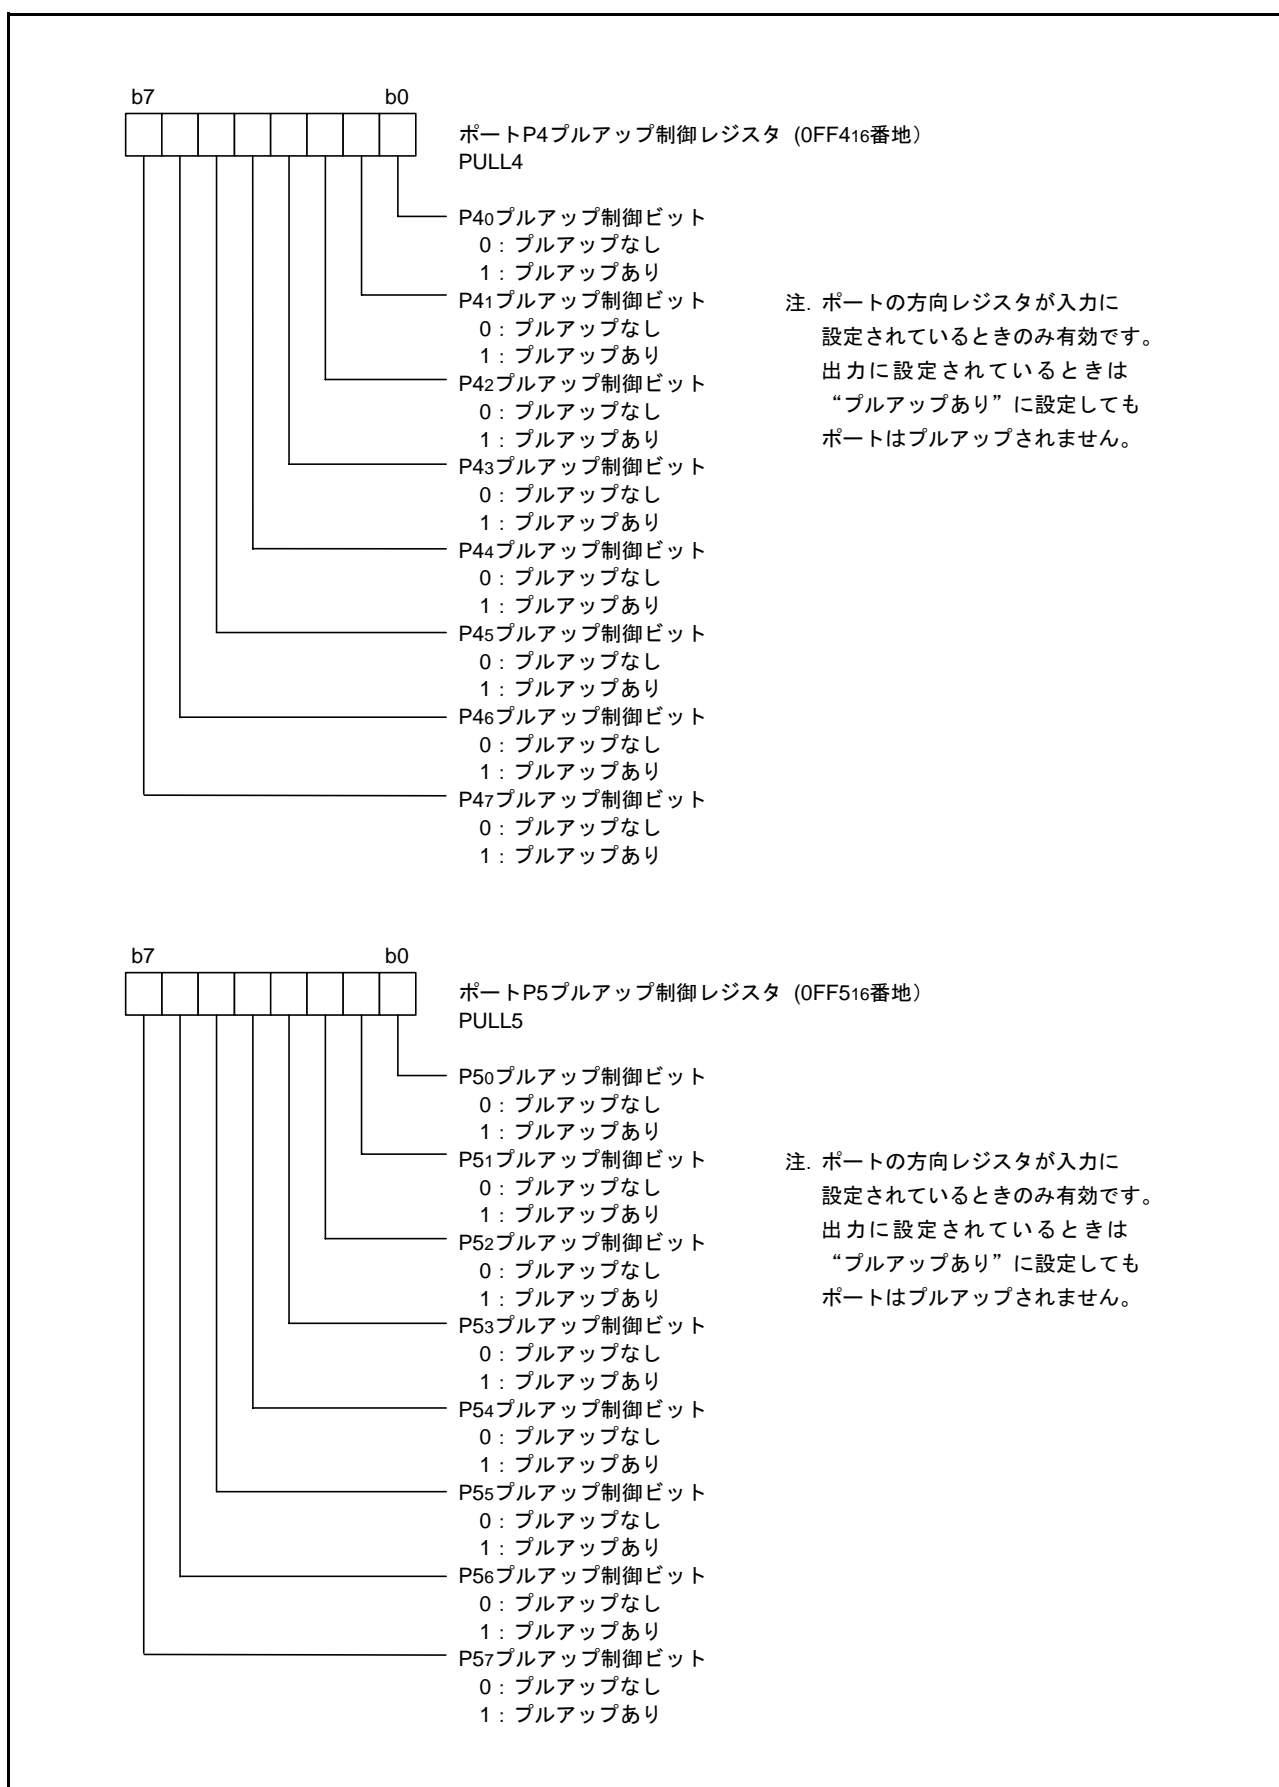 b7 b0
ポートP4プルアップ制御レジスタ (0FF416番地)
PULL4
P40プルアップ制御ビット
0：プルアップなし
1：プルアップあり
P41プルアップ制御ビット
0：プルアップなし
1：プルアップあり
P42プルアップ制御ビット
0：プルアップなし
1：プルアップあり
P43プルアップ制御ビット
0：プルアップなし
1：プルアップあり
P44プルアップ制御ビット
0：プルアップなし
1：プルアップあり
P45プルアップ制御ビット
0：プルアップなし
1：プルアップあり
P46プルアップ制御ビット
0：プルアップなし
1：プルアップあり
P47プルアップ制御ビット
0：プルアップなし
1：プルアップあり
注. ポートの方向レジスタが入力に
設定されているときのみ有効です。
出力に設定されているときは
“プルアップあり”に設定しても
ポートはプルアップされません。
b7 b0
ポートP5プルアップ制御レジスタ (0FF516番地)
PULL5
P50プルアップ制御ビット
0：プルアップなし
1：プルアップあり
P51プルアップ制御ビット
0：プルアップなし
1：プルアップあり
P52プルアップ制御ビット
0：プルアップなし
1：プルアップあり
P53プルアップ制御ビット
0：プルアップなし
1：プルアップあり
P54プルアップ制御ビット
0：プルアップなし
1：プルアップあり
P55プルアップ制御ビット
0：プルアップなし
1：プルアップあり
P56プルアップ制御ビット
0：プルアップなし
1：プルアップあり
P57プルアップ制御ビット
0：プルアップなし
1：プルアップあり
注. ポートの方向レジスタが入力に
設定されているときのみ有効です。
出力に設定されているときは
“プルアップあり”に設定しても
ポートはプルアップされません。